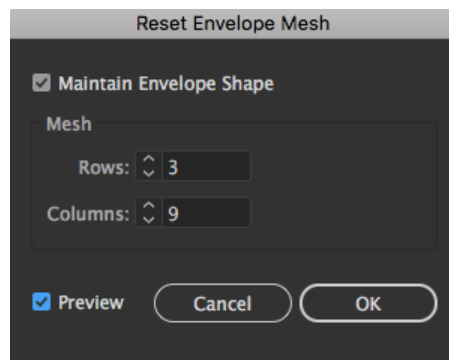 Reset Envelope Mesh
Maintain Envelope Shape
Mesh
Rows: 3
Columns: 9
Preview Cancel OK